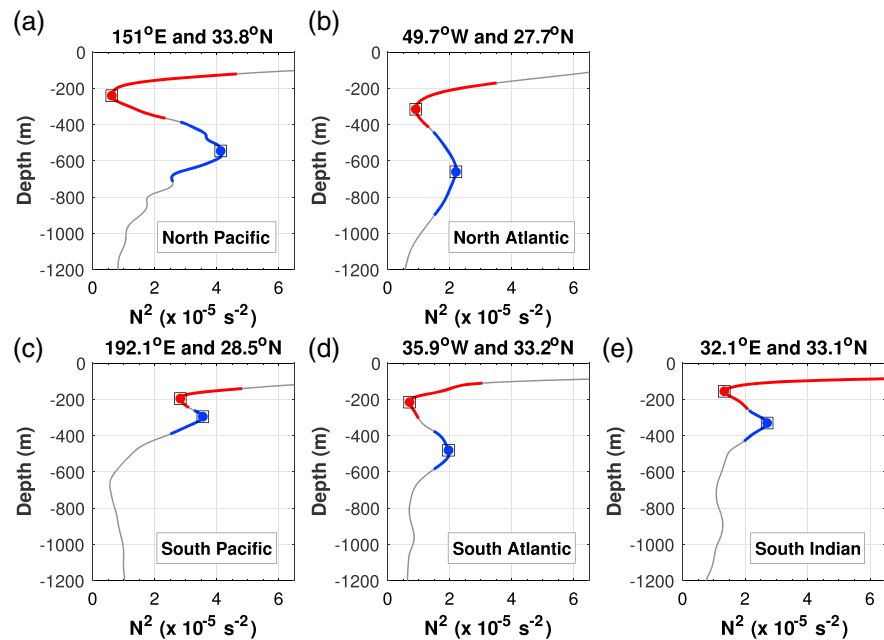 (a)
151°E and 33.8°N
0
-200
-400
-600
-800
-1000
-1200
Depth (m)
North Pacific
0 2 4 6
N² (x 10⁻⁵ s⁻²)
(b)
49.7°W and 27.7°N
0
-200
-400
-600
-800
-1000
-1200
Depth (m)
North Atlantic
0 2 4 6
N² (x 10⁻⁵ s⁻²)
(c)
192.1°E and 28.5°N
0
-200
-400
-600
-800
-1000
-1200
Depth (m)
South Pacific
0 2 4 6
N² (x 10⁻⁵ s⁻²)
(d)
35.9°W and 33.2°N
0
-200
-400
-600
-800
-1000
-1200
Depth (m)
South Atlantic
0 2 4 6
N² (x 10⁻⁵ s⁻²)
(e)
32.1°E and 33.1°N
0
-200
-400
-600
-800
-1000
-1200
Depth (m)
South Indian
0 2 4 6
N² (x 10⁻⁵ s⁻²)